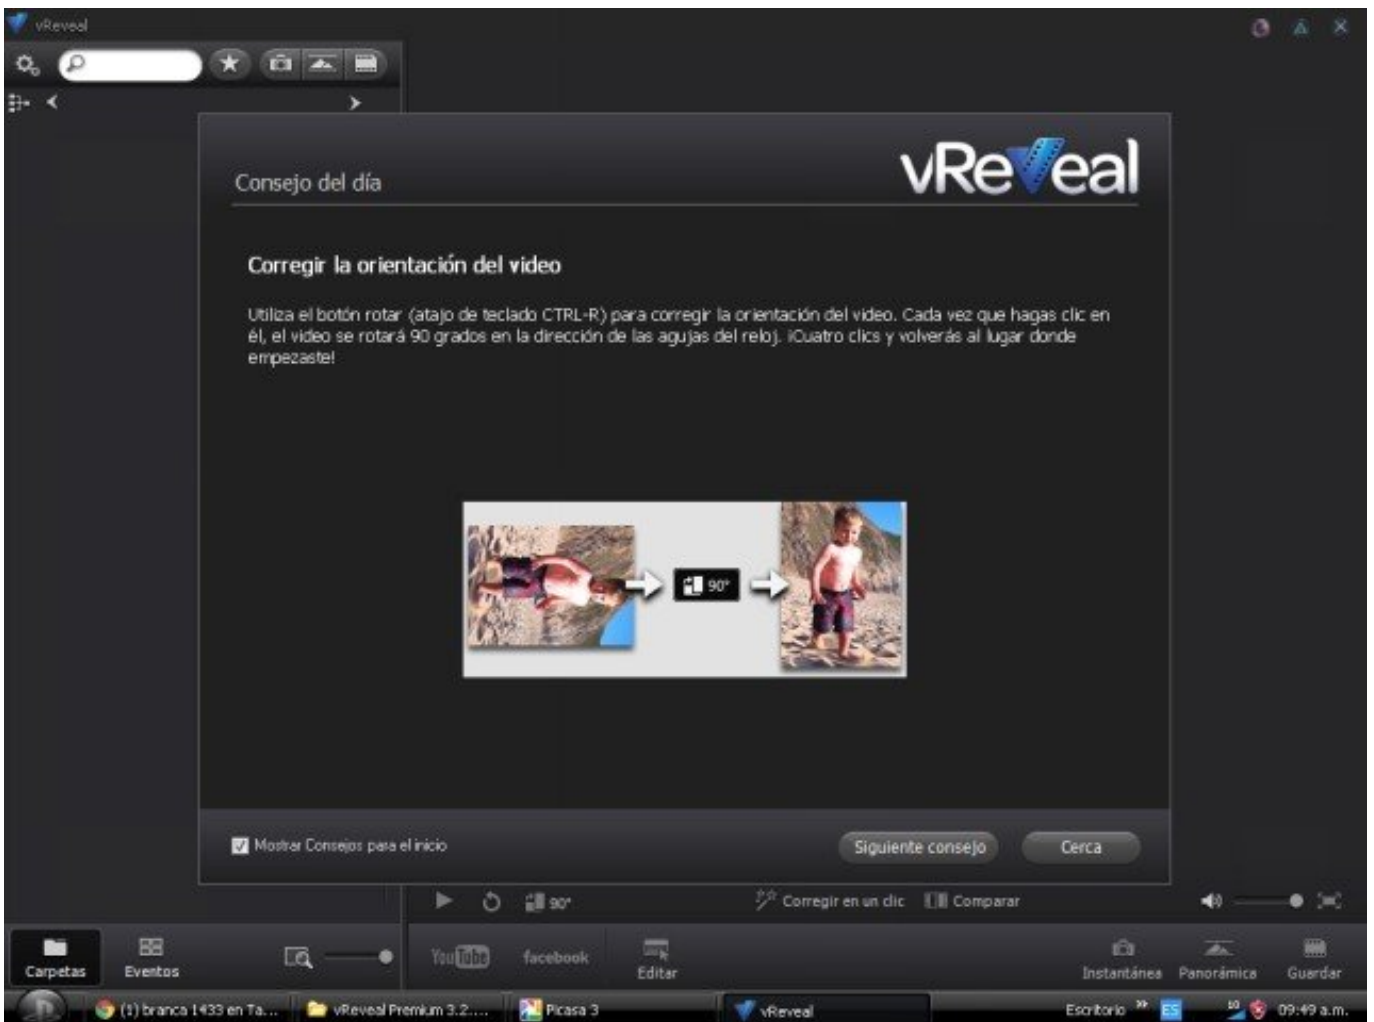 vReveal
vReveal
Consejo del día
Corregir la orientación del video
Utiliza el botón rotar (atajo de teclado CTRL-R) para corregir la orientación del video. Cada vez que hagas clic en
él, el video se rotará 90 grados en la dirección de las agujas del reloj. ¡Cuatro clics y volverás al lugar donde
empezaste!
90°
Mostrar Consejos para el inicio
Siguiente consejo
Cerca
90°
Corregir en un clic
Comparar
Carpetas
Eventos
YouTube
facebook
Editar
Instantánea
Panorámica
Guardar
(1) branca 1433 en Ta...
vReveal Premium 3.2....
Picasa 3
vReveal
Escritorio
ES
09:49 a.m.